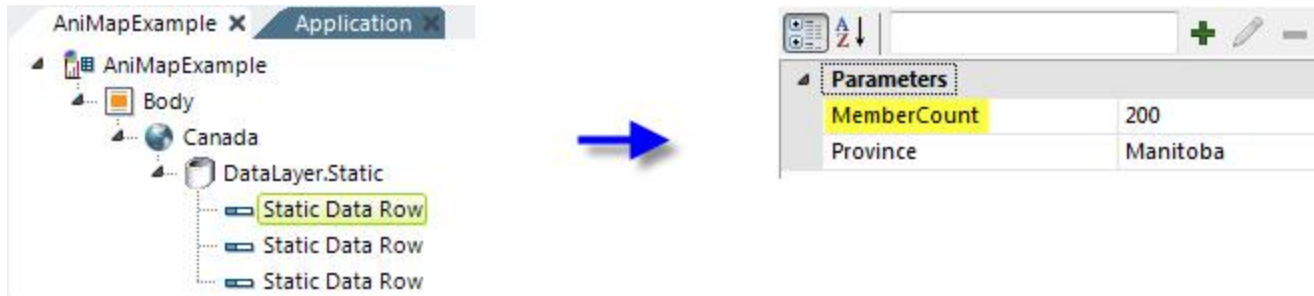 AniMapExample Application
AniMapExample
Body
Canada
DataLayer.Static
Static Data Row
Static Data Row
Static Data Row
A Z
Parameters
MemberCount 200
Province Manitoba